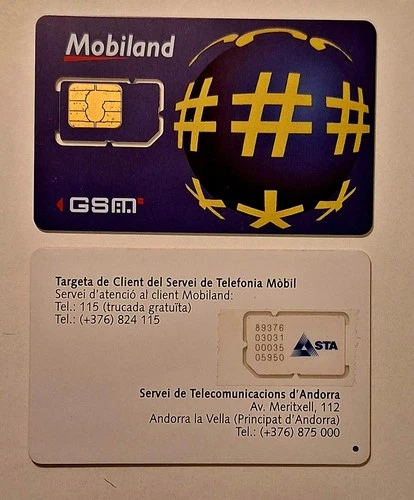 Mobiland
###
*
GSM
Targeta de Client del Servei de Telefonia Mòbil
Servei d'atenció al client Mobiland:
Tel.: 115 (trucada gratuïta)
Tel.: (+376) 824 115
89376
03031
00035
05950
STA
Servei de Telecomunicacions d'Andorra
Av. Meritxell, 112
Andorra la Vella (Principat d'Andorra)
Tel.: (+376) 875 000